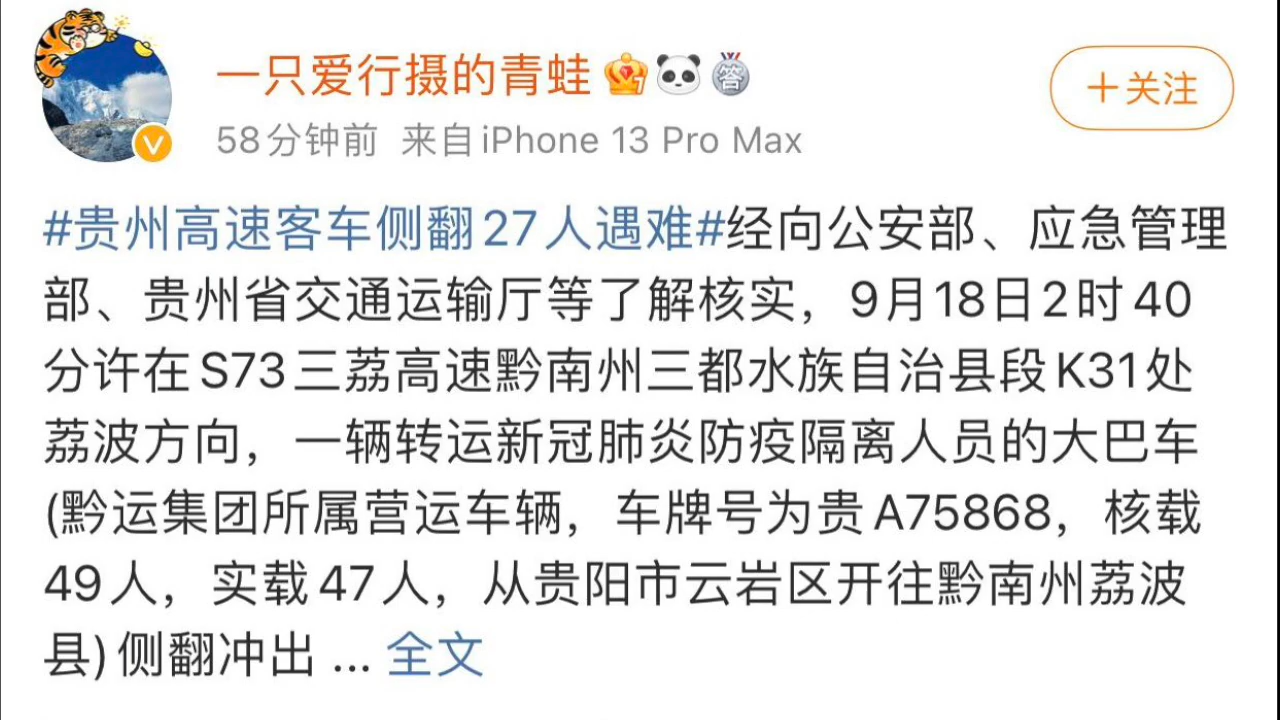 一只爱行摄的青蛙 7 答
+关注
58分钟前 来自iPhone 13 Pro Max
#贵州高速客车侧翻27人遇难#经向公安部、应急管理
部、贵州省交通运输厅等了解核实，9月18日2时40
分许在S73三荔高速黔南州三都水族自治县段K31处
荔波方向，一辆转运新冠肺炎防疫隔离人员的大巴车
(黔运集团所属营运车辆，车牌号为贵A75868，核载
49人，实载47人，从贵阳市云岩区开往黔南州荔波
县)侧翻冲出 ... 全文